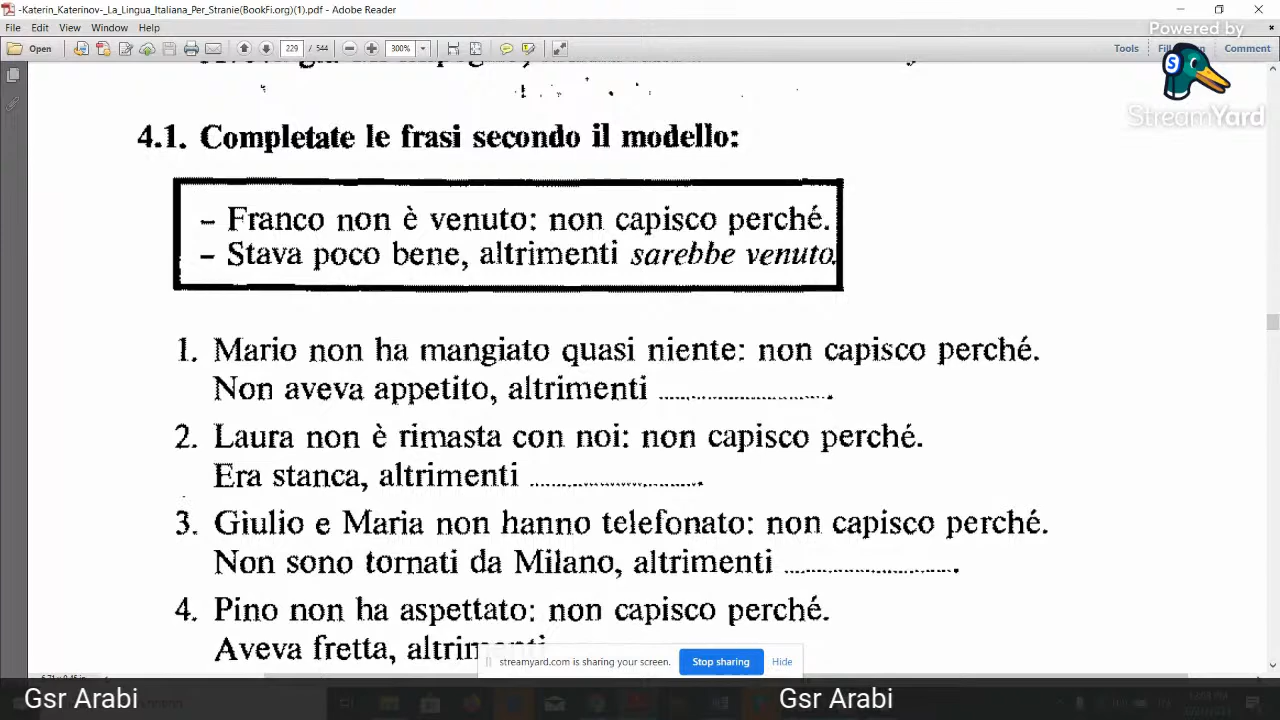 -Katerin_Katerinov-_La_Lingua_Italiana_Per_Stranie(BookFi.org)(1).pdf - Adobe Reader
File Edit View Window Help
Open 229 / 544 300% Tools Comment
Powered by
StreamYard
4.1. Completate le frasi secondo il modello:
– Franco non è venuto: non capisco perché.
– Stava poco bene, altrimenti sarebbe venuto.
1. Mario non ha mangiato quasi niente: non capisco perché.
Non aveva appetito, altrimenti ........................
2. Laura non è rimasta con noi: non capisco perché.
Era stanca, altrimenti ........................
3. Giulio e Maria non hanno telefonato: non capisco perché.
Non sono tornati da Milano, altrimenti ........................
4. Pino non ha aspettato: non capisco perché.
Aveva fretta, altrimenti
streamyard.com is sharing your screen. Stop sharing Hide
Gsr Arabi Gsr Arabi